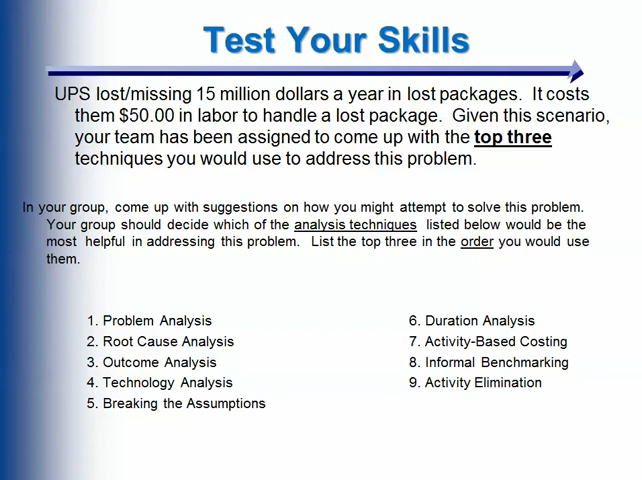 Test Your Skills
UPS lost/missing 15 million dollars a year in lost packages. It costs
them $50.00 in labor to handle a lost package. Given this scenario,
your team has been assigned to come up with the top three
techniques you would use to address this problem.
In your group, come up with suggestions on how you might attempt to solve this problem.
Your group should decide which of the analysis techniques listed below would be the
most helpful in addressing this problem. List the top three in the order you would use
them.
1. Problem Analysis
2. Root Cause Analysis
3. Outcome Analysis
4. Technology Analysis
5. Breaking the Assumptions
6. Duration Analysis
7. Activity-Based Costing
8. Informal Benchmarking
9. Activity Elimination